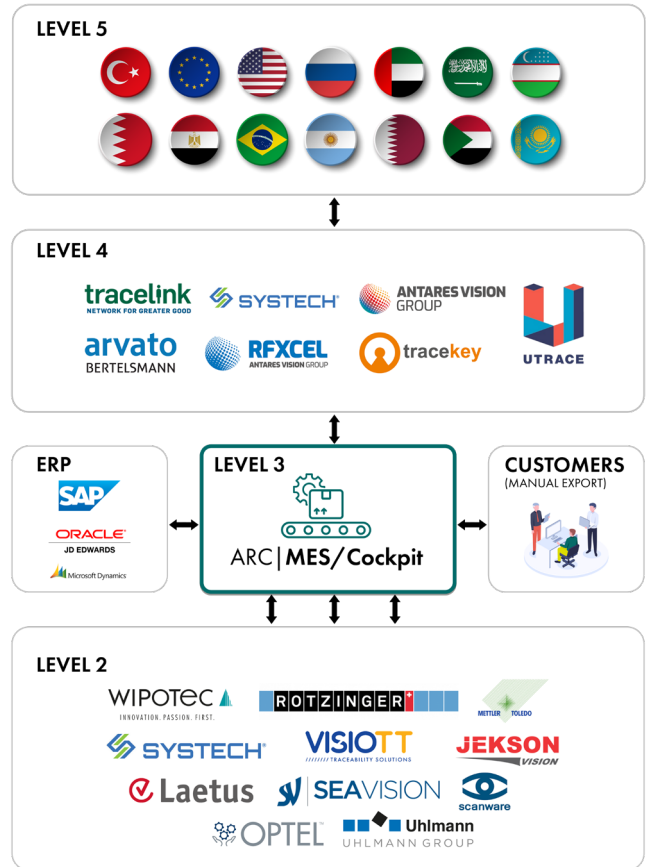 LEVEL 5
LEVEL 4
tracelink
NETWORK FOR GREATER GOOD
SYSTECH®
ANTARES VISION
GROUP
UTRACE
arvato
BERTELSMANN
RFXCEL
ANTARES VISION GROUP
tracekey
ERP
SAP
ORACLE®
JD EDWARDS
Microsoft Dynamics
LEVEL 3
ARC|MES/Cockpit
CUSTOMERS
(MANUAL EXPORT)
LEVEL 2
WIPOTEC
INNOVATION. PASSION. FIRST.
ROTZINGER
METTLER TOLEDO
SYSTECH®
VISIOTT
TRACEABILITY SOLUTIONS
JEKSON
VISION
Laetus
SV SEAVISION
scanware
OPTEL™
Uhlmann
UHLMANN GROUP